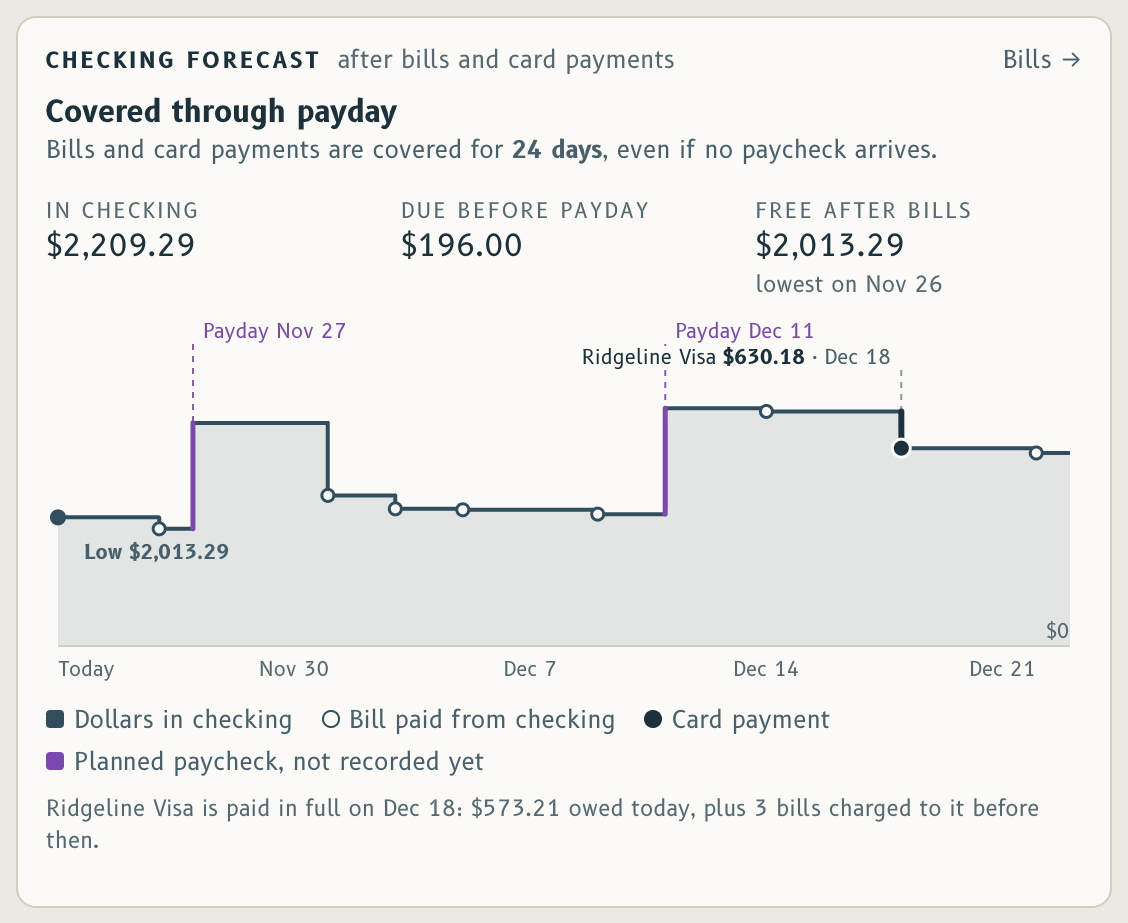 CHECKING FORECAST after bills and card payments Bills →
Covered through payday
Bills and card payments are covered for 24 days, even if no paycheck arrives.
IN CHECKING DUE BEFORE PAYDAY FREE AFTER BILLS
$2,209.29 $196.00 $2,013.29
lowest on Nov 26
Payday Nov 27 Payday Dec 11
Ridgeline Visa $630.18 · Dec 18
Low $2,013.29
$0
Today Nov 30 Dec 7 Dec 14 Dec 21
Dollars in checking Bill paid from checking Card payment
Planned paycheck, not recorded yet
Ridgeline Visa is paid in full on Dec 18: $573.21 owed today, plus 3 bills charged to it before
then.